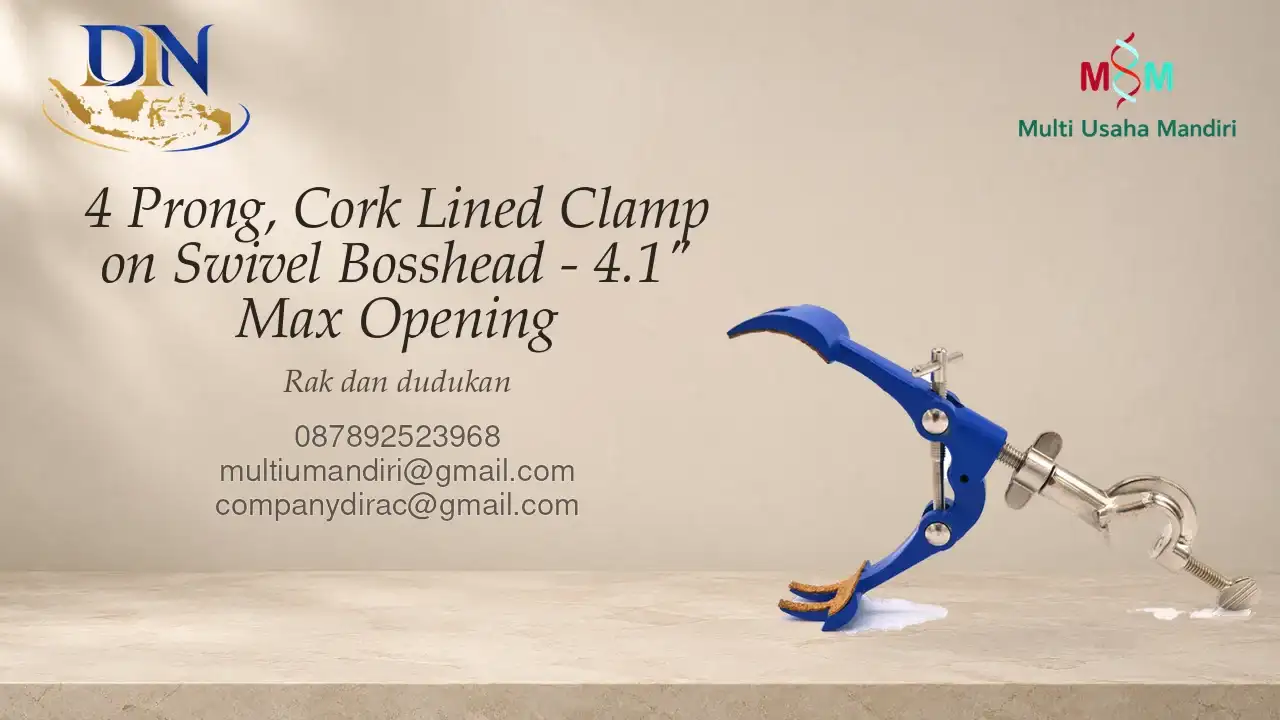 DIN
MSM
Multi Usaha Mandiri
4 Prong, Cork Lined Clamp
on Swivel Bosshead - 4.1"
Max Opening
Rak dan dudukan
087892523968
multiumandiri@gmail.com
companydirac@gmail.com